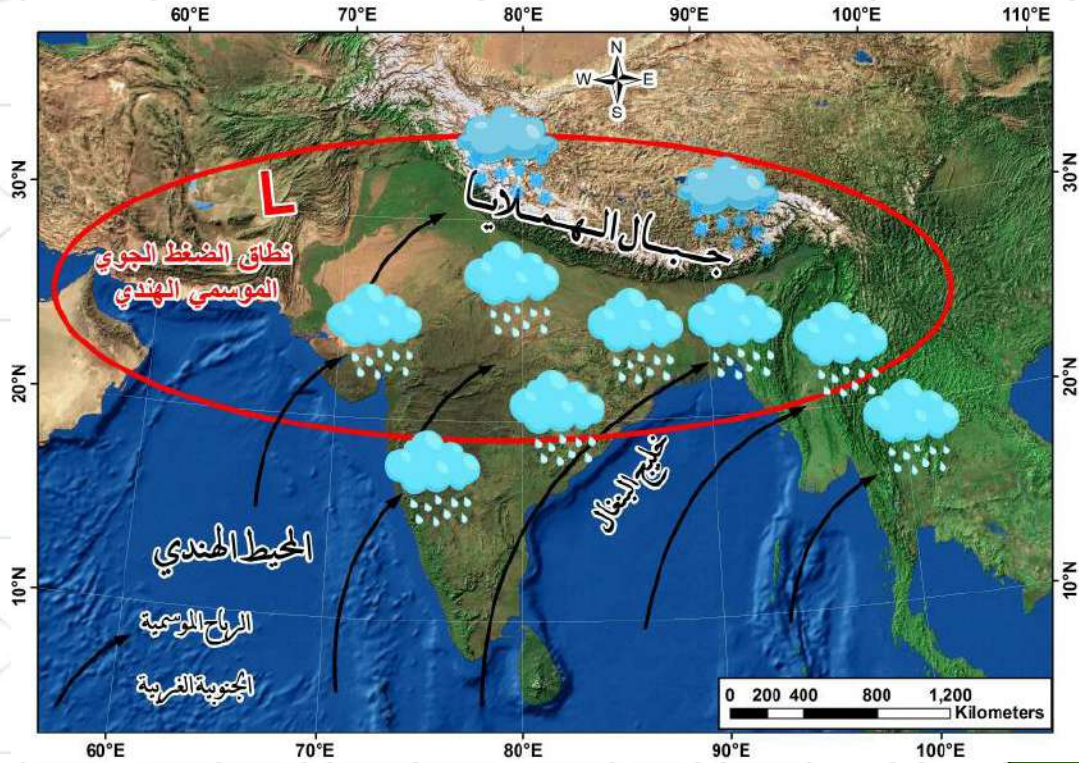 60°E 70°E 80°E 90°E 100°E 110°E
N
W E
S
30°N 30°N
L
جبال الهملايا
نطاق الضغط الجوي
الموسمي الهندي
20°N 20°N
خليج البنغال
المحيط الهندي
10°N 10°N
الرياح الموسمية
الجنوبية الغربية
0 200 400 800 1,200
Kilometers
60°E 70°E 80°E 90°E 100°E